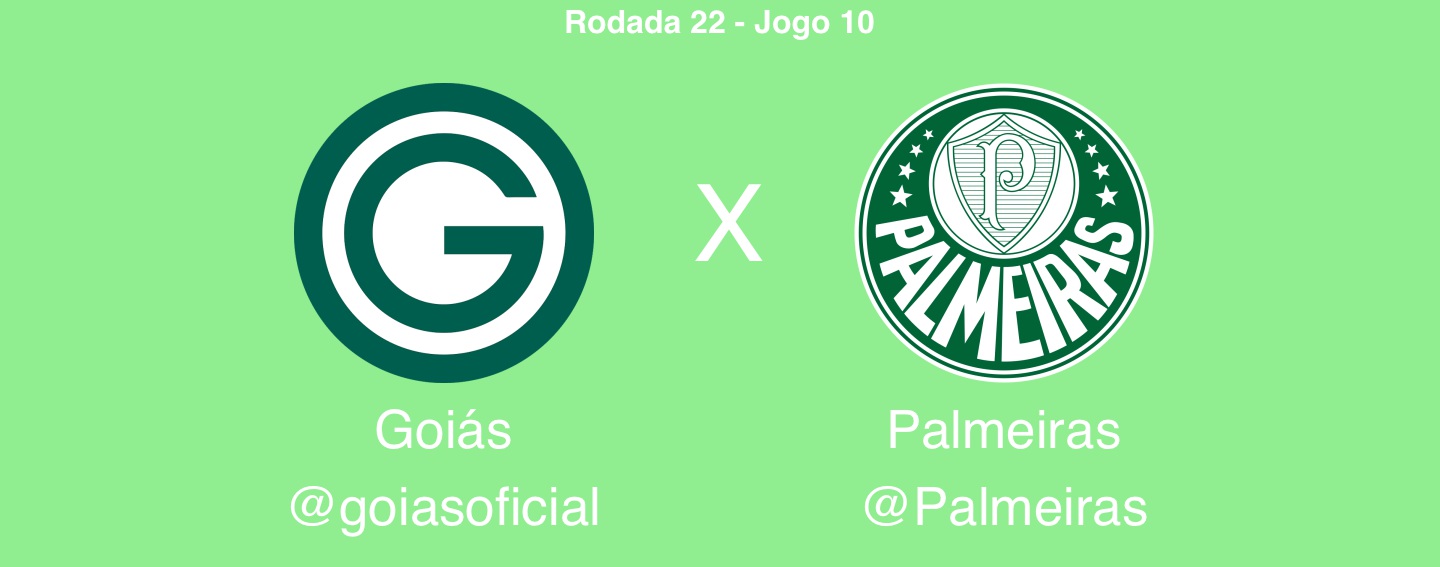 Rodada 22 - Jogo 10
G
X
P
PALMEIRAS
Goiás
Palmeiras
@goiasoficial
@Palmeiras